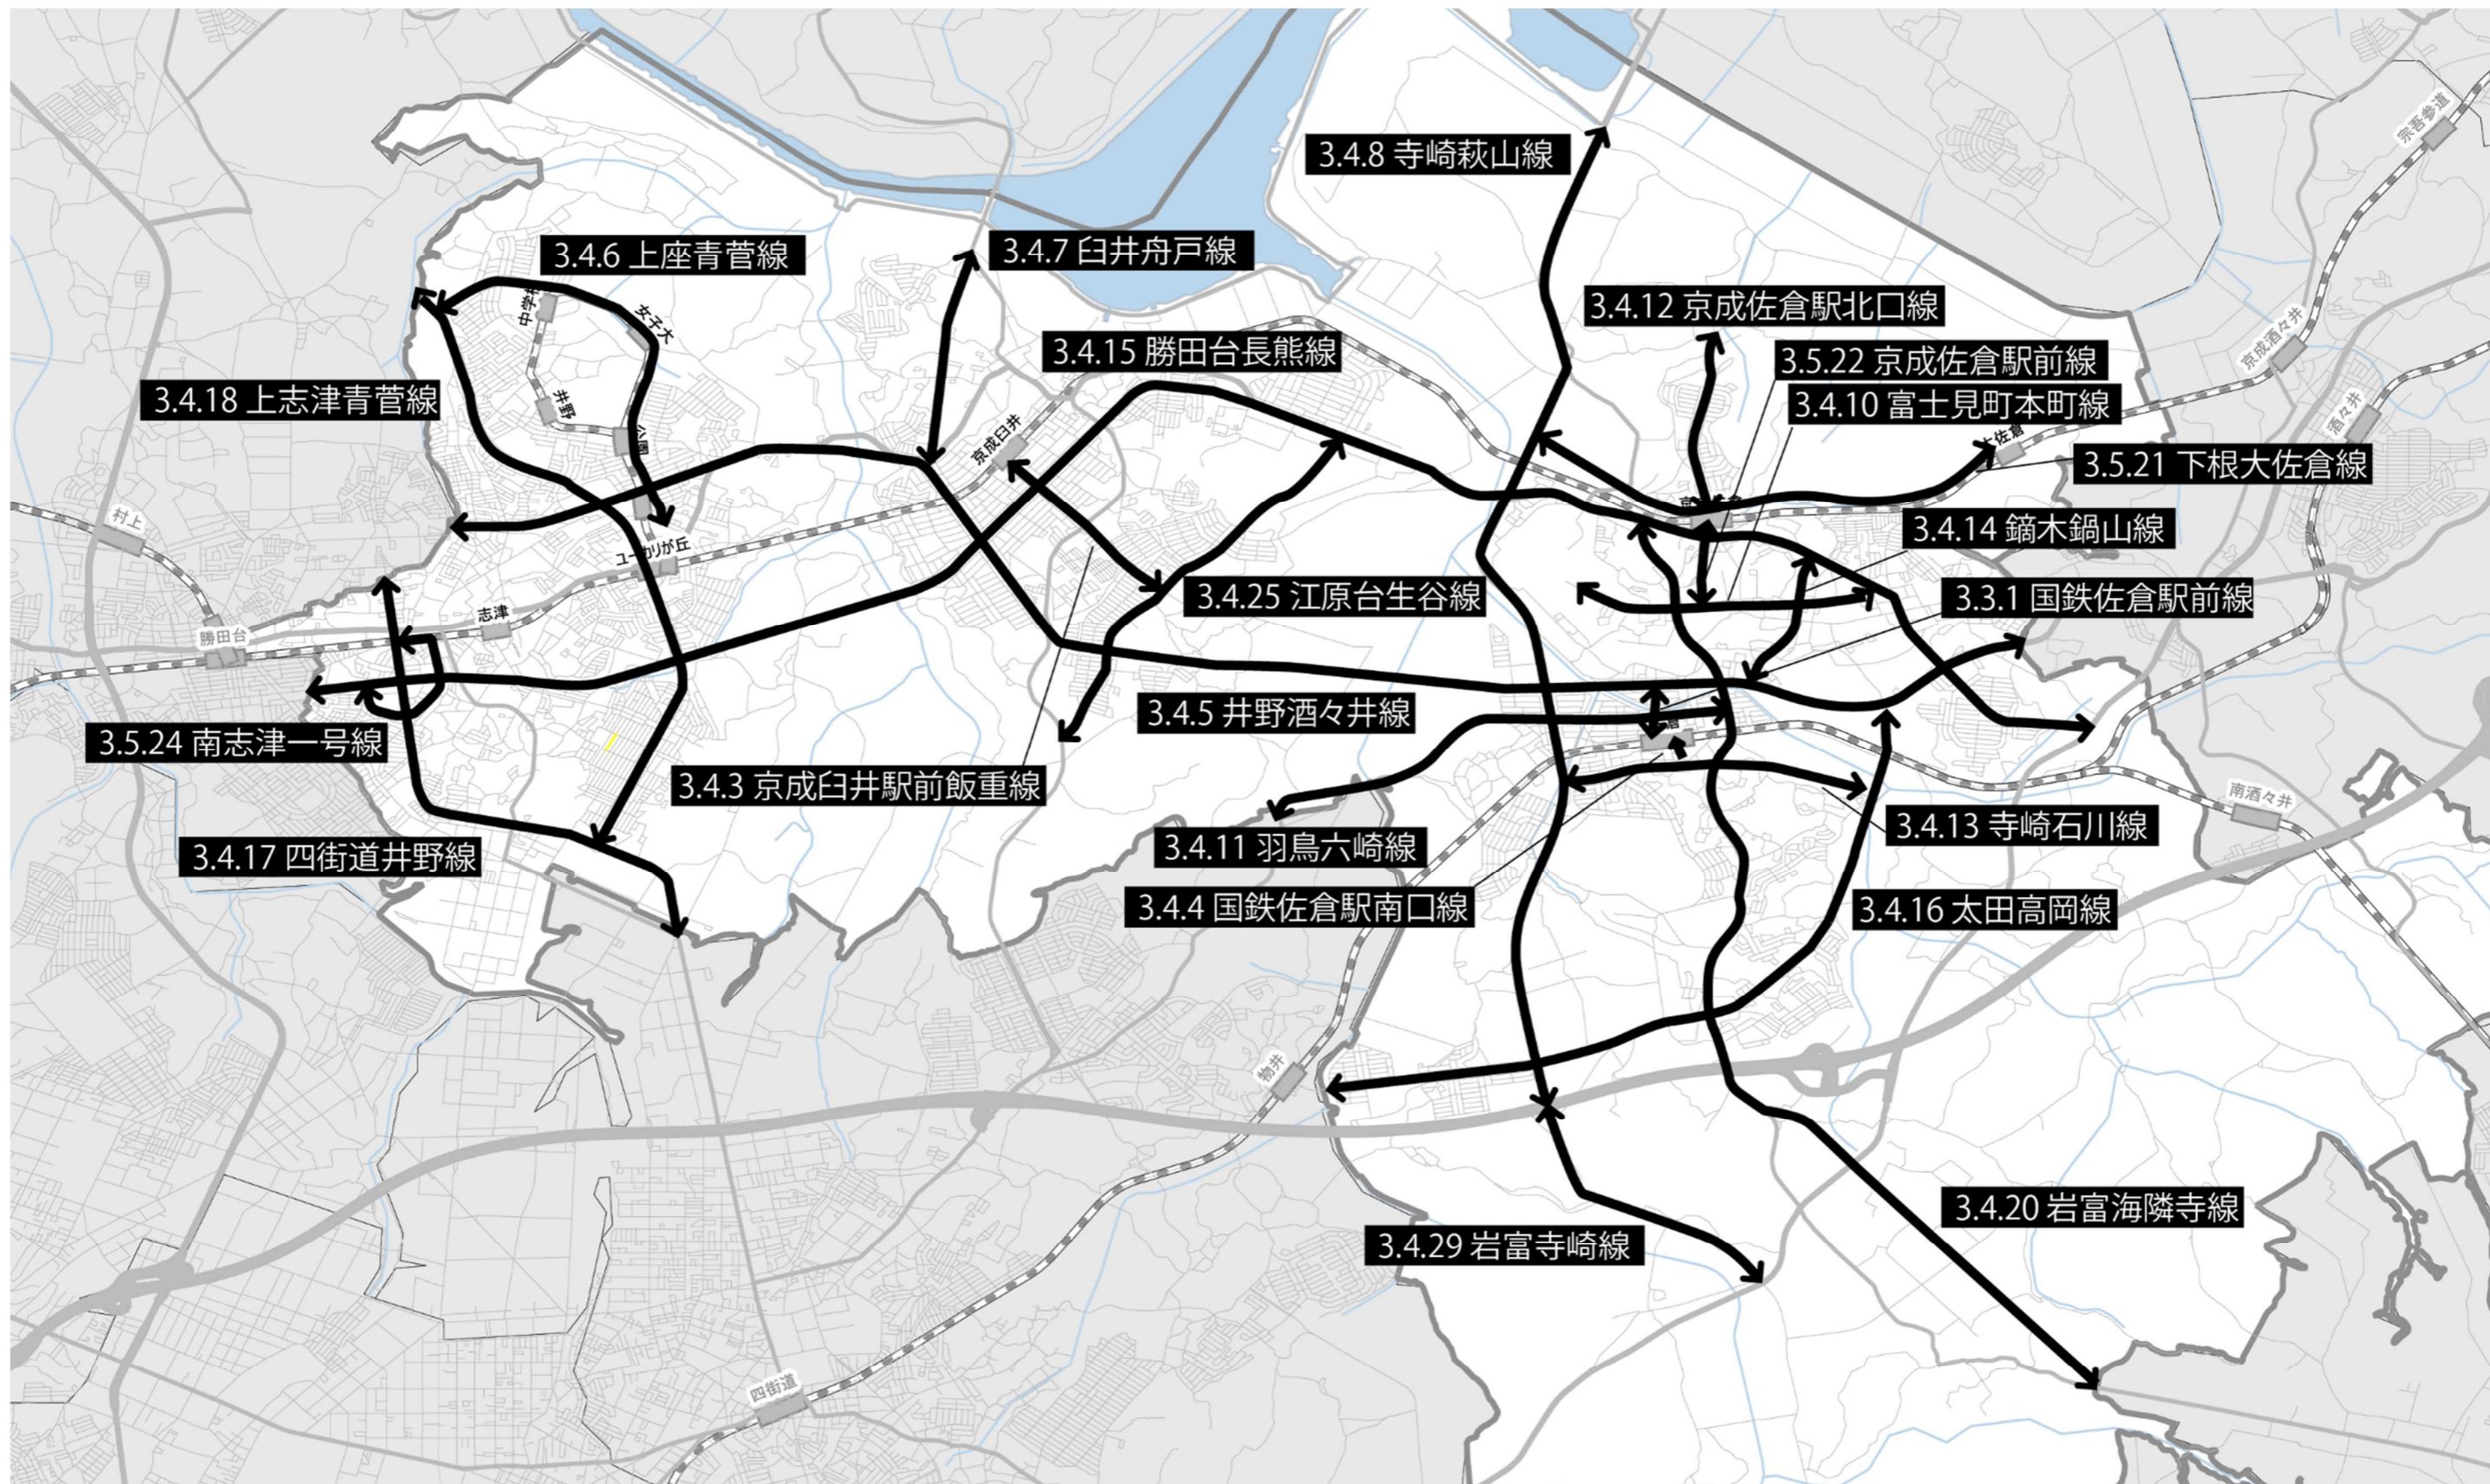 宗吾参道
3.4.8 寺崎萩山線
3.4.6 上座青菅線
3.4.7 臼井舟戸線
中学校
女子大
3.4.12 京成佐倉駅北口線
京成酒々井
3.4.15 勝田台長熊線
3.5.22 京成佐倉駅前線
3.4.18 上志津青菅線
井野
3.4.10 富士見町本町線
酒々井
公園
京成臼井
大佐倉
3.5.21 下根大佐倉線
村上
ユーカリが丘
3.4.14 鏑木鍋山線
3.4.25 江原台生谷線
3.3.1 国鉄佐倉駅前線
志津
勝田台
3.4.5 井野酒々井線
3.5.24 南志津一号線
3.4.3 京成臼井駅前飯重線
南酒々井
3.4.13 寺崎石川線
3.4.11 羽鳥六崎線
3.4.17 四街道井野線
3.4.4 国鉄佐倉駅南口線
3.4.16 太田高岡線
物井
3.4.20 岩富海隣寺線
3.4.29 岩富寺崎線
四街道